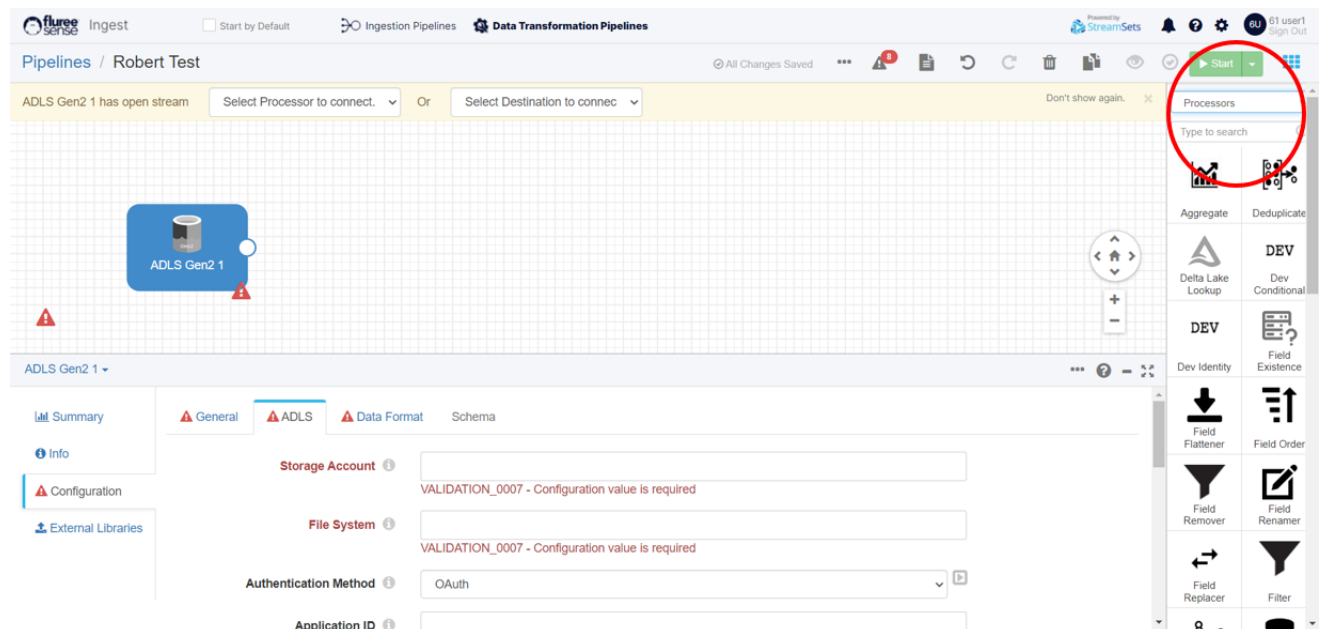 fluree sense Ingest Start by Default Ingestion Pipelines Data Transformation Pipelines Powered by StreamSets 6U 61 user1 Sign Out
Pipelines / Robert Test All Changes Saved 8 Start
ADLS Gen2 1 has open stream Select Processor to connect. Or Select Destination to connec Don't show again. ×
Processors
Type to search
Aggregate Deduplicate
Delta Lake Lookup
DEV Dev Conditional
DEV Dev Identity
Field Existence
Field Flattener
Field Order
Field Remover
Field Renamer
Field Replacer
Filter
Gen2
ADLS Gen2 1
ADLS Gen2 1
Summary
Info
Configuration
External Libraries
General ADLS Data Format Schema
Storage Account
VALIDATION_0007 - Configuration value is required
File System
VALIDATION_0007 - Configuration value is required
Authentication Method OAuth
Application ID